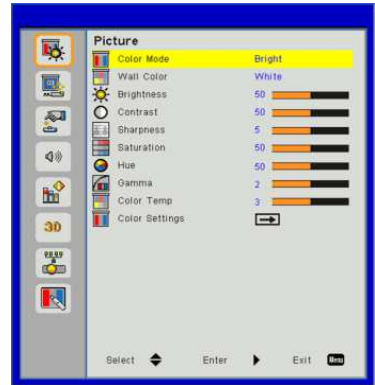 Picture
Color Mode Bright
Wall Color White
Brightness 50
Contrast 50
Sharpness 5
Saturation 50
Hue 50
Gamma 2
Color Temp 3
Color Settings
3D
Select Enter Exit Menu